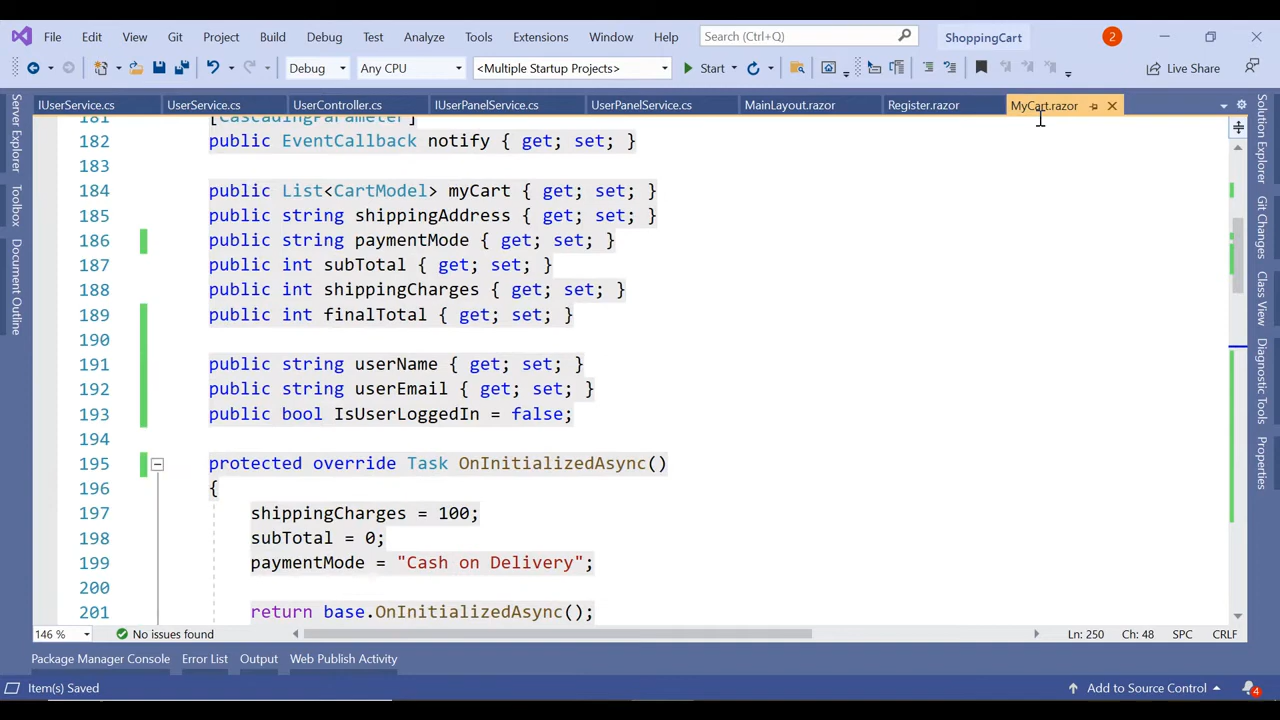 File Edit View Git Project Build Debug Test Analyze Tools Extensions Window Help Search (Ctrl+Q) ShoppingCart 2
Debug Any CPU <Multiple Startup Projects> Start Live Share
IUserService.cs UserService.cs UserController.cs IUserPanelService.cs UserPanelService.cs MainLayout.razor Register.razor MyCart.razor
Server Explorer
Toolbox
Document Outline
181 [CascadingParameter]
182 public EventCallback notify { get; set; }
183
184 public List<CartModel> myCart { get; set; }
185 public string shippingAddress { get; set; }
186 public string paymentMode { get; set; }
187 public int subTotal { get; set; }
188 public int shippingCharges { get; set; }
189 public int finalTotal { get; set; }
190
191 public string userName { get; set; }
192 public string userEmail { get; set; }
193 public bool IsUserLoggedIn = false;
194
195 protected override Task OnInitializedAsync()
196 {
197 shippingCharges = 100;
198 subTotal = 0;
199 paymentMode = "Cash on Delivery";
200
201 return base.OnInitializedAsync();
Solution Explorer
Git Changes
Class View
Diagnostic Tools
Properties
146 % No issues found Ln: 250 Ch: 48 SPC CRLF
Package Manager Console Error List Output Web Publish Activity
Item(s) Saved Add to Source Control 4